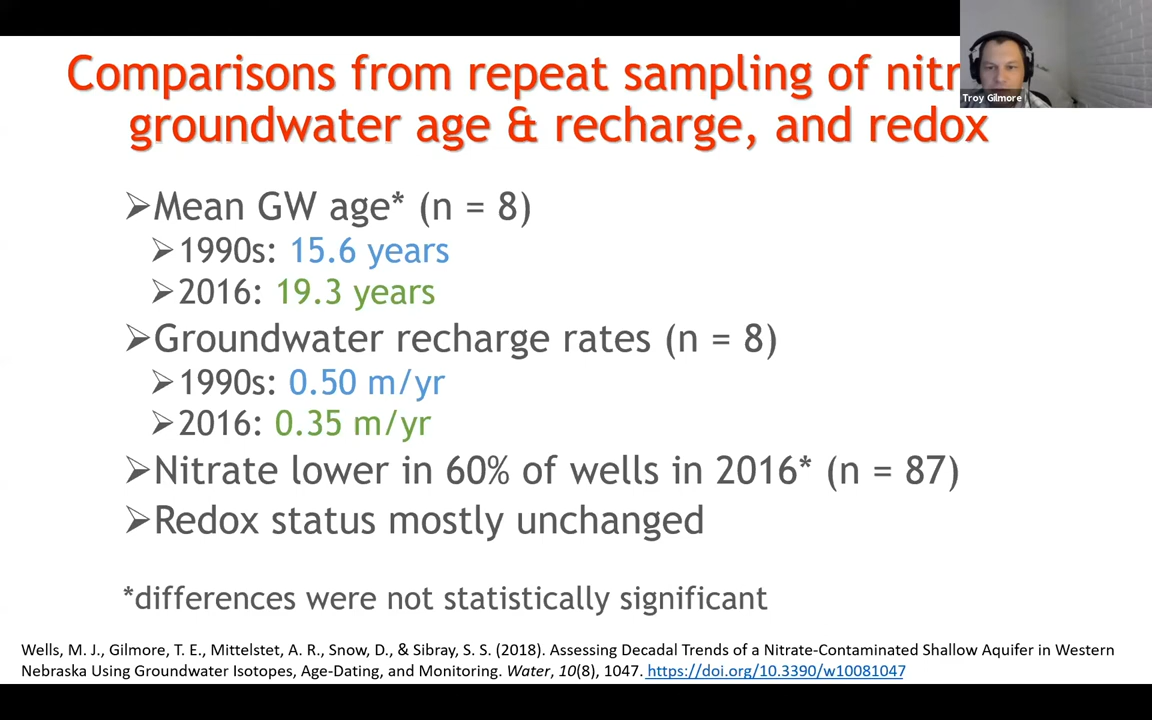 Comparisons from repeat sampling of
groundwater age & recharge, and redox
Troy Gilmore
➢Mean GW age* (n = 8)
➢1990s: 15.6 years
➢2016: 19.3 years
➢Groundwater recharge rates (n = 8)
➢1990s: 0.50 m/yr
➢2016: 0.35 m/yr
➢Nitrate lower in 60% of wells in 2016* (n = 87)
➢Redox status mostly unchanged
*differences were not statistically significant
Wells, M. J., Gilmore, T. E., Mittelstet, A. R., Snow, D., & Sibray, S. S. (2018). Assessing Decadal Trends of a Nitrate-Contaminated Shallow Aquifer in Western
Nebraska Using Groundwater Isotopes, Age-Dating, and Monitoring. Water, 10(8), 1047. https://doi.org/10.3390/w10081047